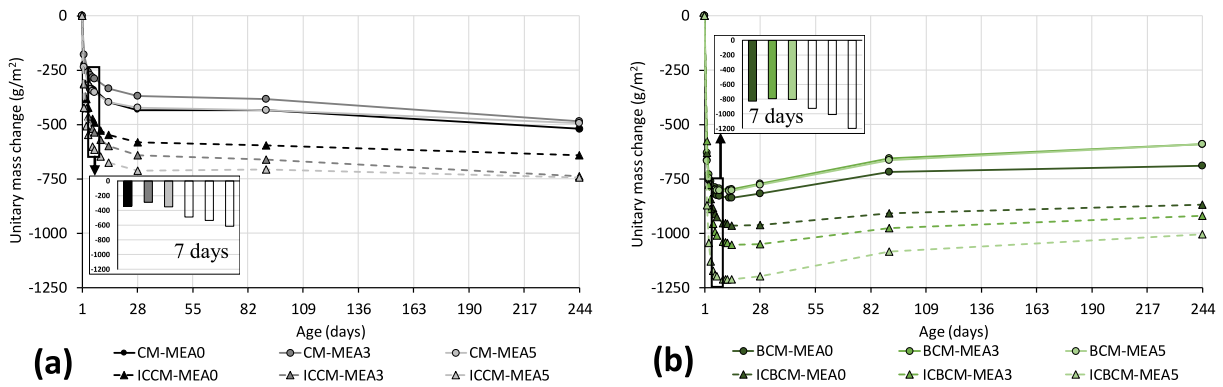 0
-250
-500
-750
-1000
-1250
Unitary mass change (g/m²)
0
-200
-400
-600
-800
-1000
-1200
7 days
1 28 55 82 109 136 163 190 217 244
Age (days)
(a)
CM-MEA0 CM-MEA3 CM-MEA5
ICCM-MEA0 ICCM-MEA3 ICCM-MEA5
0
-250
-500
-750
-1000
-1250
Unitary mass change (g/m²)
0
-200
-400
-600
-800
-1000
-1200
7 days
1 28 55 82 109 136 163 190 217 244
Age (days)
(b)
BCM-MEA0 BCM-MEA3 BCM-MEA5
ICBCM-MEA0 ICBCM-MEA3 ICBCM-MEA5